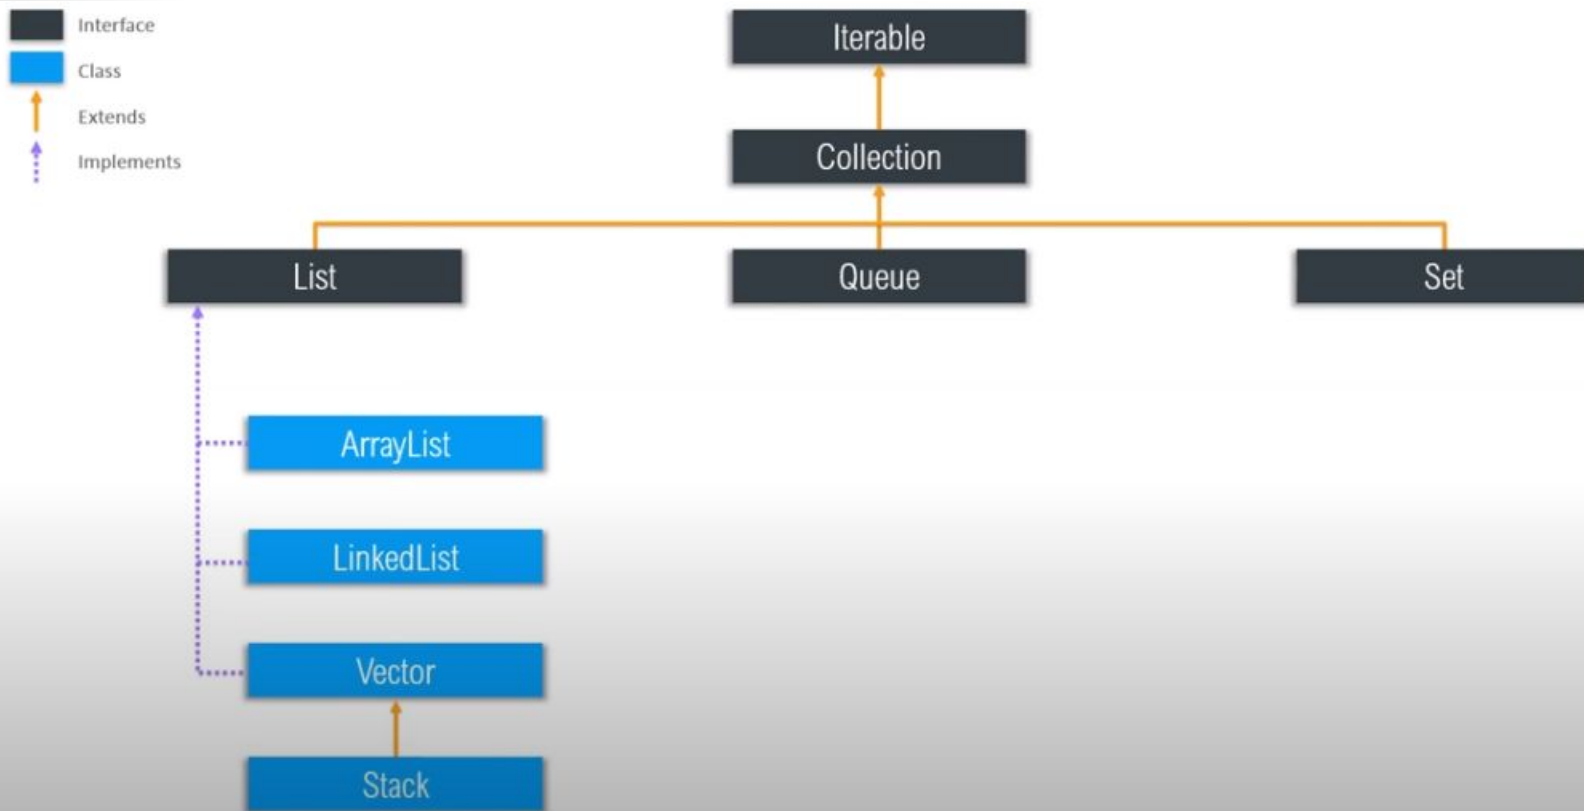 Interface
Class
Extends
Implements
Iterable
Collection
List
Queue
Set
ArrayList
LinkedList
Vector
Stack